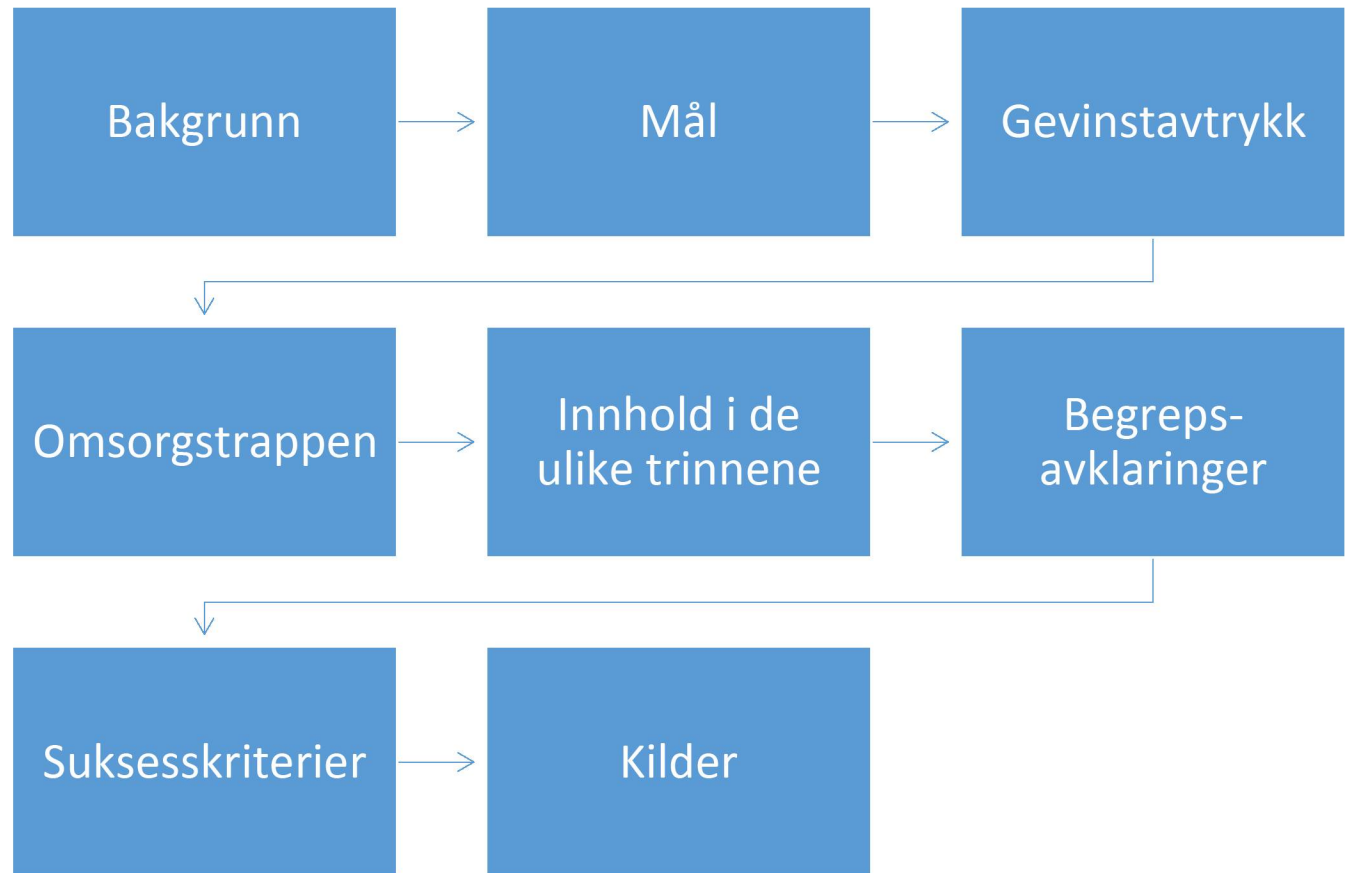 Bakgrunn
Mål
Gevinstavtrykk
Omsorgstrappen
Innhold i de
ulike trinnene
Begreps-
avklaringer
Suksesskriterier
Kilder